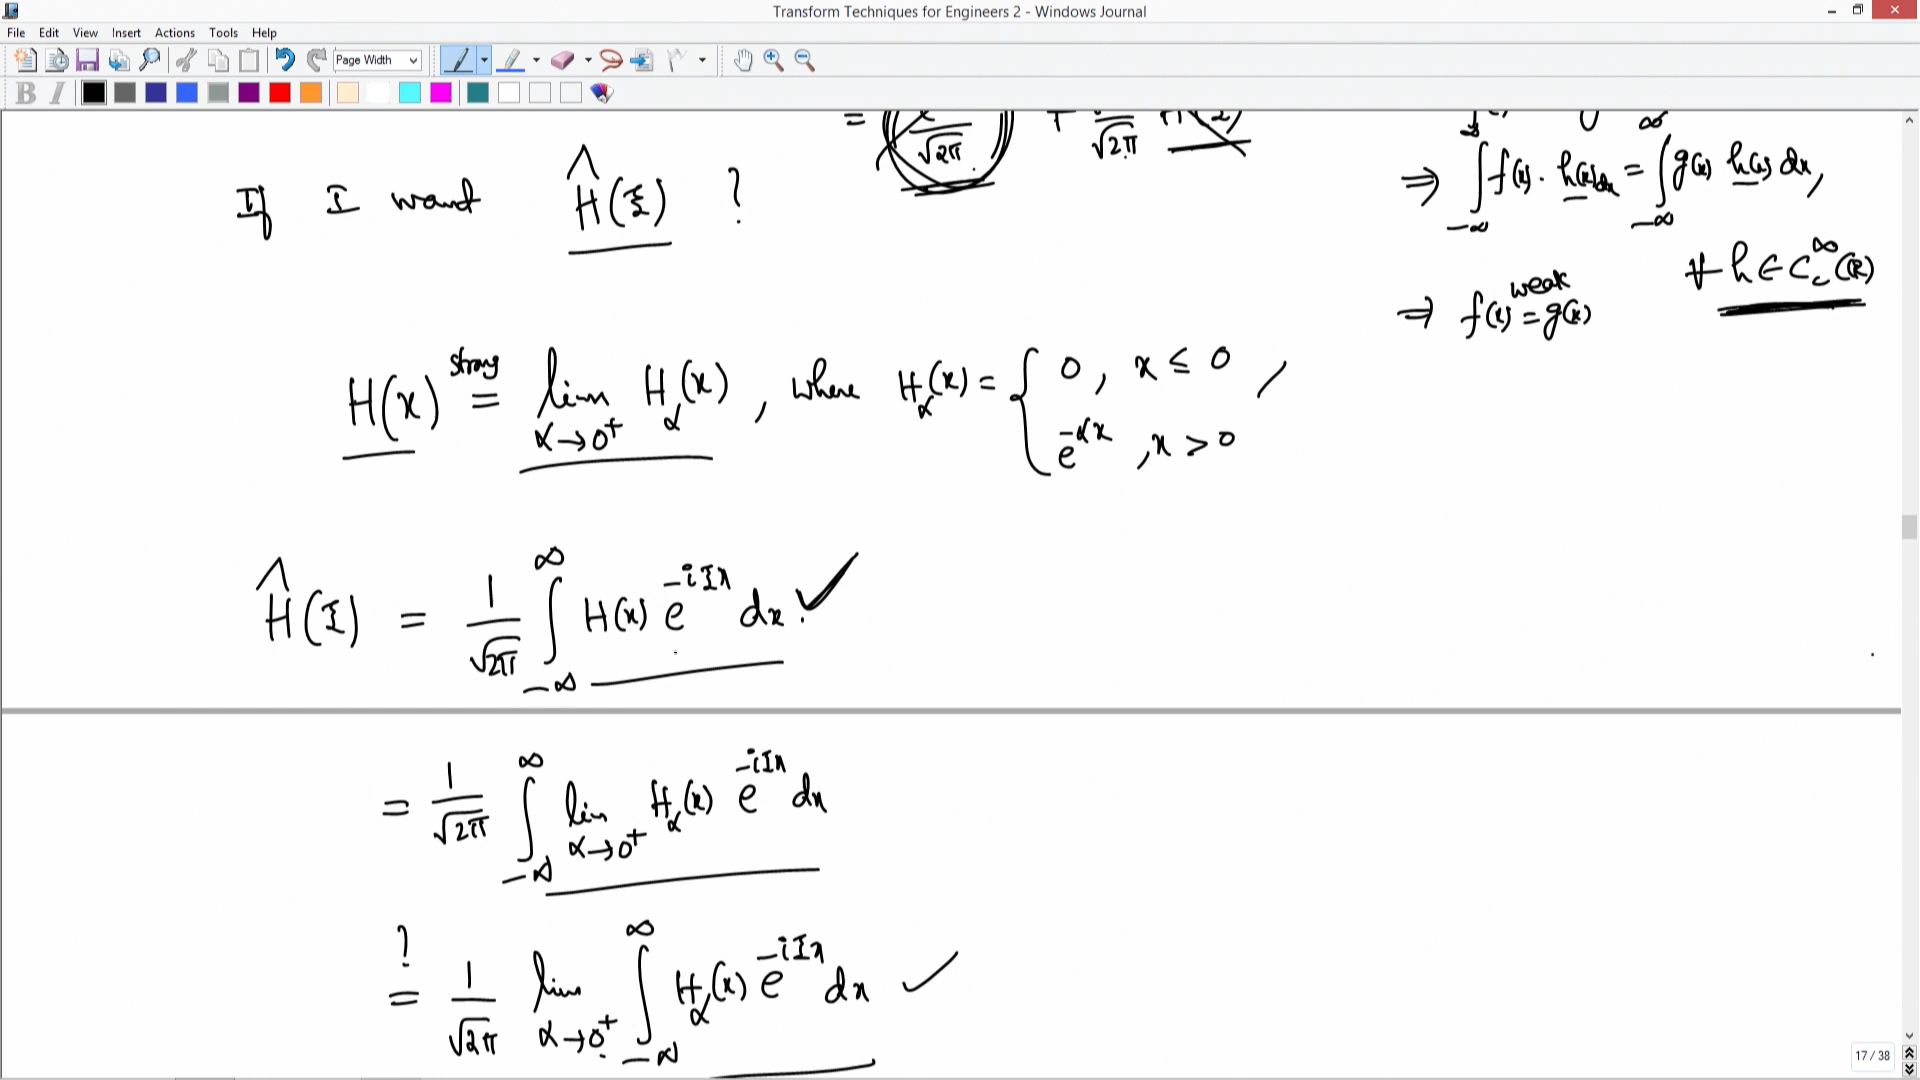 Transform Techniques for Engineers 2 - Windows Journal
File Edit View Insert Actions Tools Help
Page Width
B I
= √2π + √2π
If I want Ĥ(ξ) ?
⇒ ∫_{-∞}^{∞} f(x)· h(x)dx = ∫_{-∞}^{∞} g(x) h(x) dx,
∀ h ∈ C_c^∞(ℝ)
⇒ f(x) =^{weak} g(x)
H(x) =^{strong} lim_{α→0⁺} H_α(x) , where H_α(x) = { 0 , x ≤ 0 ,
e^{-αx} , x > 0
Ĥ(ξ) = 1/√2π ∫_{-∞}^{∞} H(x) e^{-iξx} dx. ✓
= 1/√2π ∫_{-∞}^{∞} lim_{α→0⁺} H_α(x) e^{-iξx} dx
=^{?} 1/√2π lim_{α→0⁺} ∫_{-∞}^{∞} H_α(x) e^{-iξx} dx ✓
17 / 38